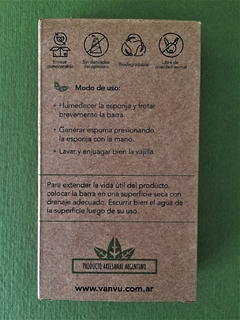 Envase
compostable
Sin derivados
del petróleo
Biodegradable
Libre de
crueldad animal
Modo de uso:
• Humedecer la esponja y frotar
brevemente la barra.
• Generar espuma presionando
la esponja con la mano.
• Lavar y enjuagar bien la vajilla.
Para extender la vida útil del producto,
colocar la barra en una superficie seca con
drenaje adecuado. Escurrir bien el agua de
la superficie luego de su uso.
PRODUCTO ARTESANAL ARGENTINO
www.vanvu.com.ar